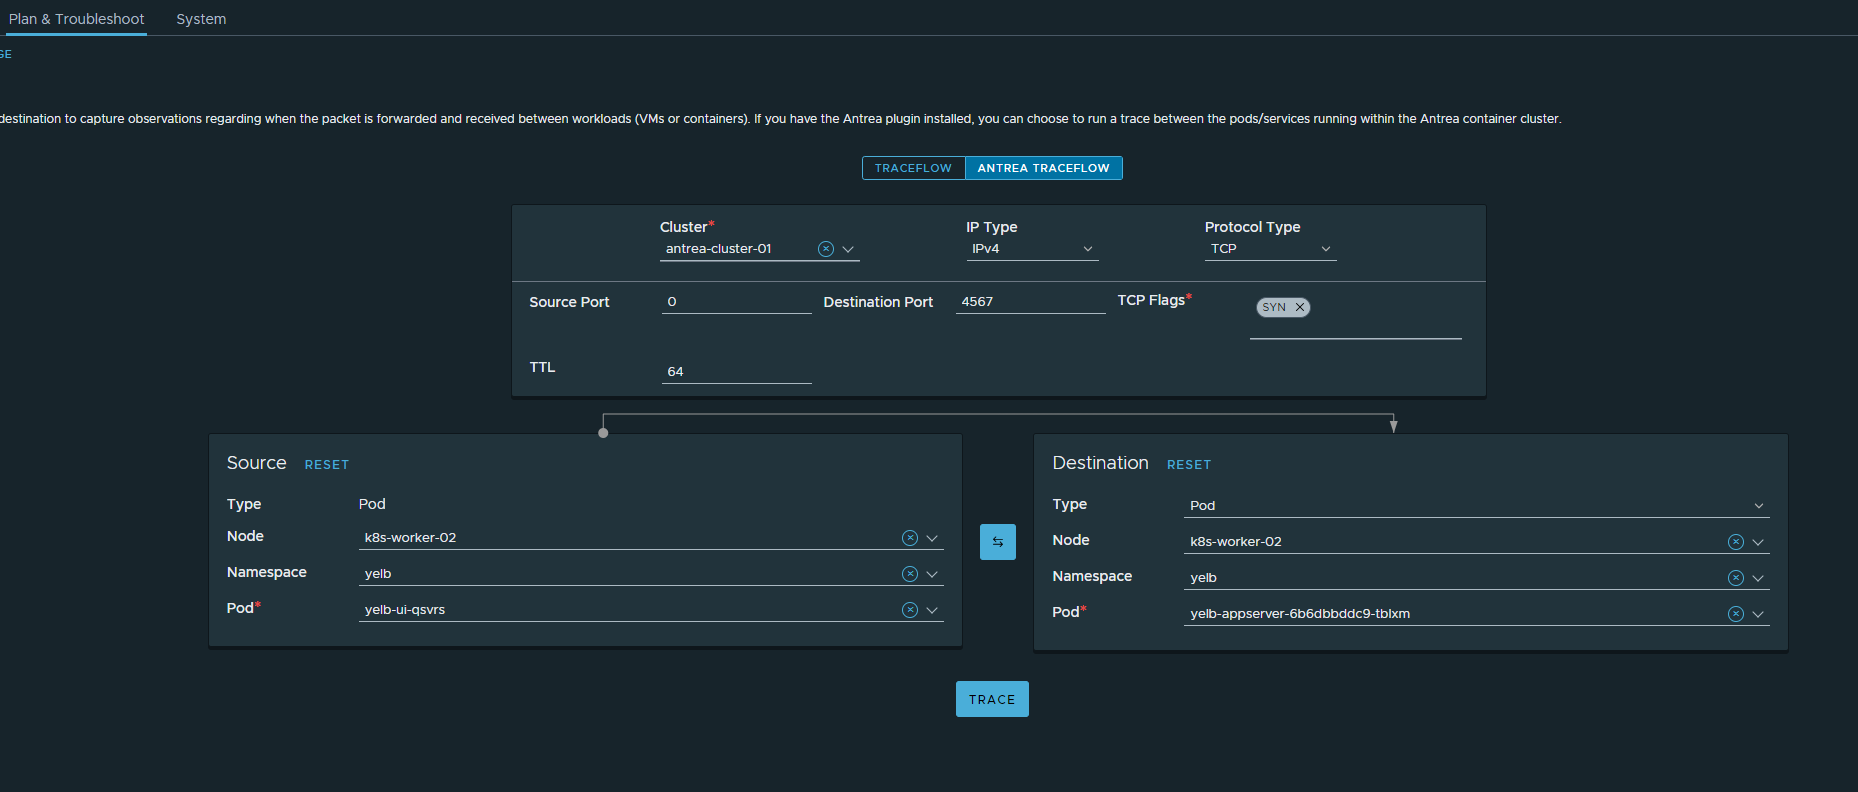 Plan & Troubleshoot System
GE
destination to capture observations regarding when the packet is forwarded and received between workloads (VMs or containers). If you have the Antrea plugin installed, you can choose to run a trace between the pods/services running within the Antrea container cluster.
TRACEFLOW ANTREA TRACEFLOW
Cluster* IP Type Protocol Type
antrea-cluster-01 IPv4 TCP
Source Port 0 Destination Port 4567 TCP Flags* SYN
TTL 64
Source RESET
Type Pod
Node k8s-worker-02
Namespace yelb
Pod* yelb-ui-qsvrs
Destination RESET
Type Pod
Node k8s-worker-02
Namespace yelb
Pod* yelb-appserver-6b6dbbddc9-tblxm
TRACE